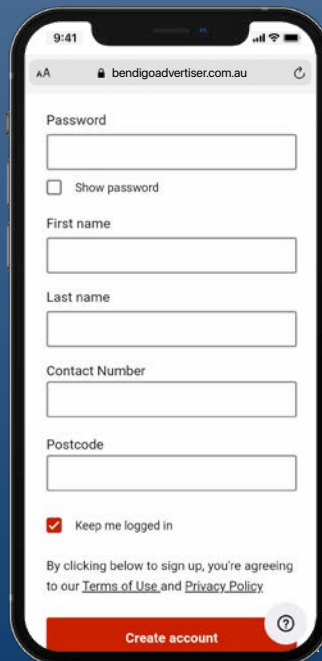 9:41
AA bendigoadvertiser.com.au
Password
Show password
First name
Last name
Contact Number
Postcode
Keep me logged in
By clicking below to sign up, you're agreeing
to our Terms of Use and Privacy Policy
Create account
?